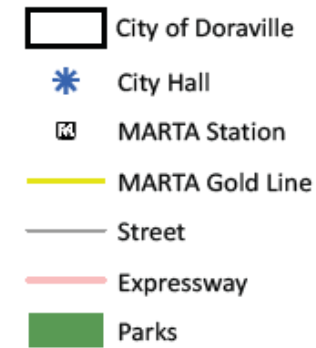 City of Doraville
City Hall
MARTA Station
MARTA Gold Line
Street
Expressway
Parks